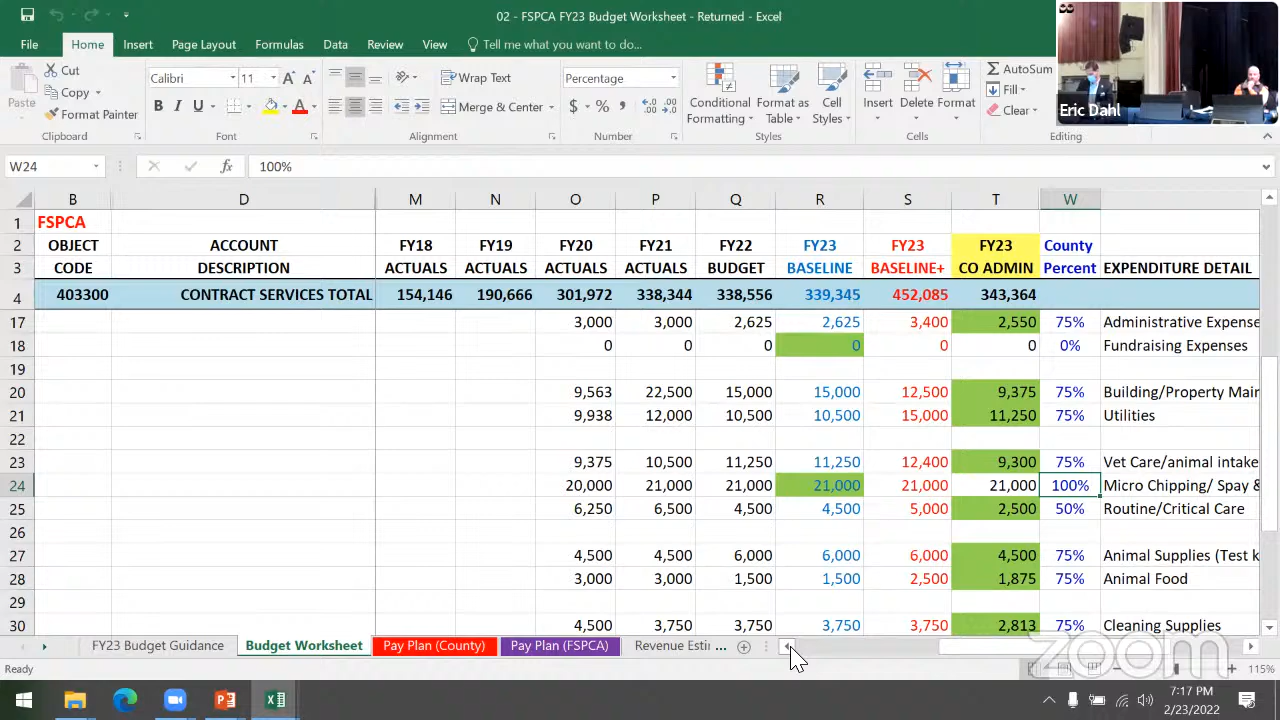 02 - FSPCA FY23 Budget Worksheet - Returned - Excel
File Home Insert Page Layout Formulas Data Review View Tell me what you want to do...
Paste Cut Copy Format Painter Clipboard
Calibri 11 B I U A Font
Wrap Text Merge & Center Alignment
Percentage $ % , Number
Conditional Formatting Format as Table Cell Styles Styles
Insert Delete Format Cells
AutoSum Fill Clear Editing
Eric Dahl
W24 fx 100%
B D M N O P Q R S T W
1 FSPCA
2 OBJECT ACCOUNT FY18 FY19 FY20 FY21 FY22 FY23 FY23 FY23 County
3 CODE DESCRIPTION ACTUALS ACTUALS ACTUALS ACTUALS BUDGET BASELINE BASELINE+ CO ADMIN Percent EXPENDITURE DETAIL
4 403300 CONTRACT SERVICES TOTAL 154,146 190,666 301,972 338,344 338,556 339,345 452,085 343,364
17 3,000 3,000 2,625 2,625 3,400 2,550 75% Administrative Expense
18 0 0 0 0 0 0 0% Fundraising Expenses
19
20 9,563 22,500 15,000 15,000 12,500 9,375 75% Building/Property Main
21 9,938 12,000 10,500 10,500 15,000 11,250 75% Utilities
22
23 9,375 10,500 11,250 11,250 12,400 9,300 75% Vet Care/animal intake
24 20,000 21,000 21,000 21,000 21,000 21,000 100% Micro Chipping/ Spay &
25 6,250 6,500 4,500 4,500 5,000 2,500 50% Routine/Critical Care
26
27 4,500 4,500 6,000 6,000 6,000 4,500 75% Animal Supplies (Test k
28 3,000 3,000 1,500 1,500 2,500 1,875 75% Animal Food
29
30 4,500 3,750 3,750 3,750 3,750 2,813 75% Cleaning Supplies
FY23 Budget Guidance Budget Worksheet Pay Plan (County) Pay Plan (FSPCA) Revenue Esti ...
zoom
Ready 115%
7:17 PM
2/23/2022